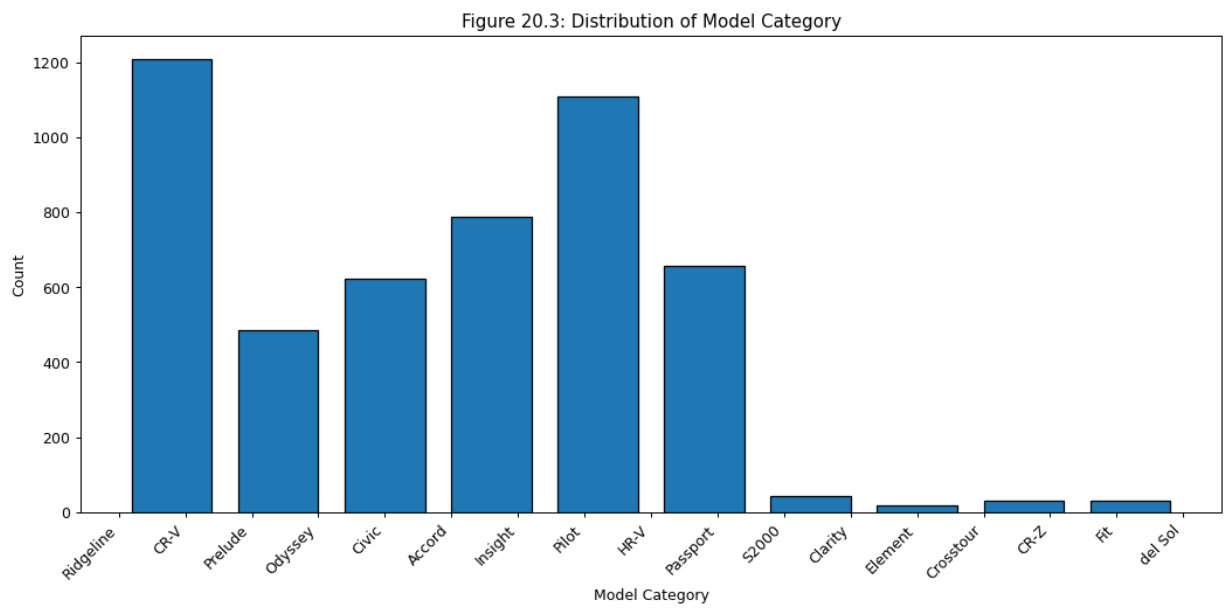 Figure 20.3: Distribution of Model Category
1200
1000
800
600
400
200
0
Count
Ridgeline
CR-V
Prelude
Odyssey
Civic
Accord
Insight
Pilot
HR-V
Passport
S2000
Clarity
Element
Crosstour
CR-Z
Fit
del Sol
Model Category